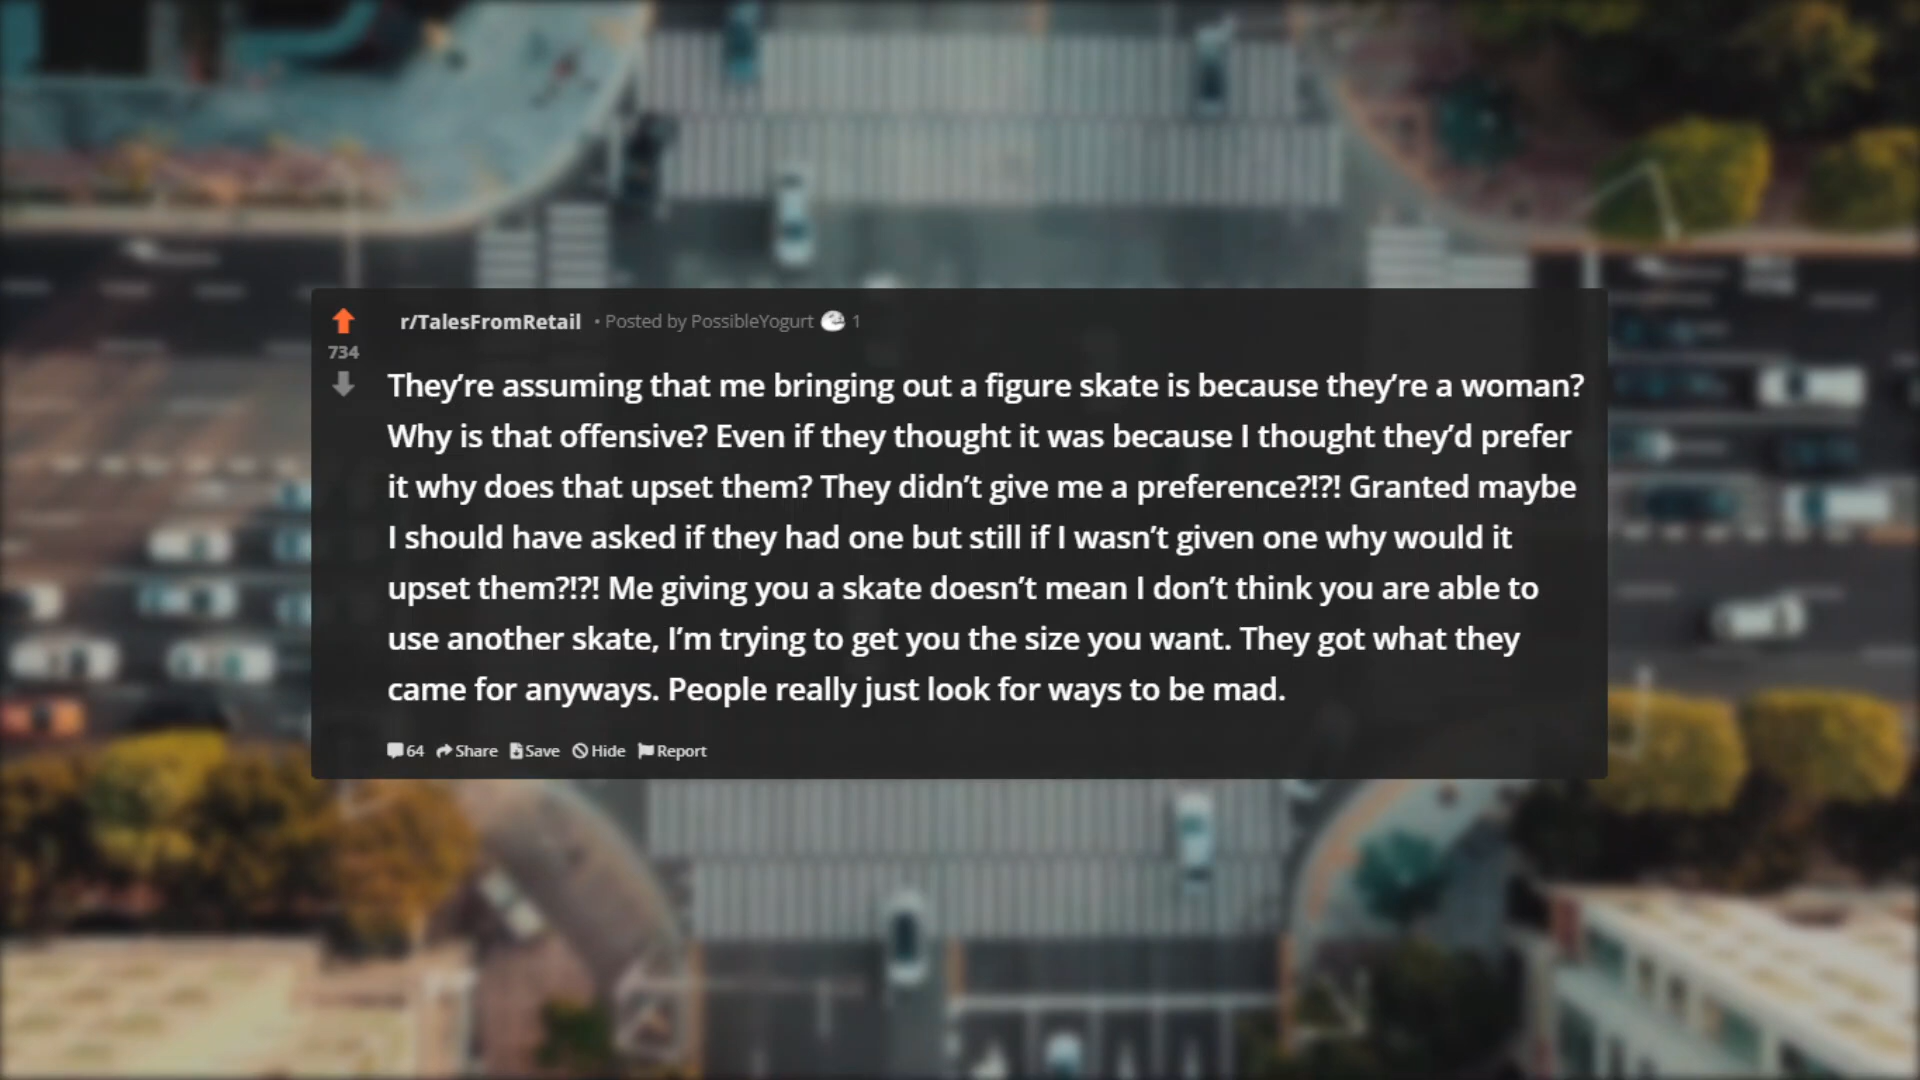 r/TalesFromRetail • Posted by PossibleYogurt 1
734
They’re assuming that me bringing out a figure skate is because they’re a woman?
Why is that offensive? Even if they thought it was because I thought they’d prefer
it why does that upset them? They didn’t give me a preference?!?! Granted maybe
I should have asked if they had one but still if I wasn’t given one why would it
upset them?!?! Me giving you a skate doesn’t mean I don’t think you are able to
use another skate, I’m trying to get you the size you want. They got what they
came for anyways. People really just look for ways to be mad.
64 Share Save Hide Report